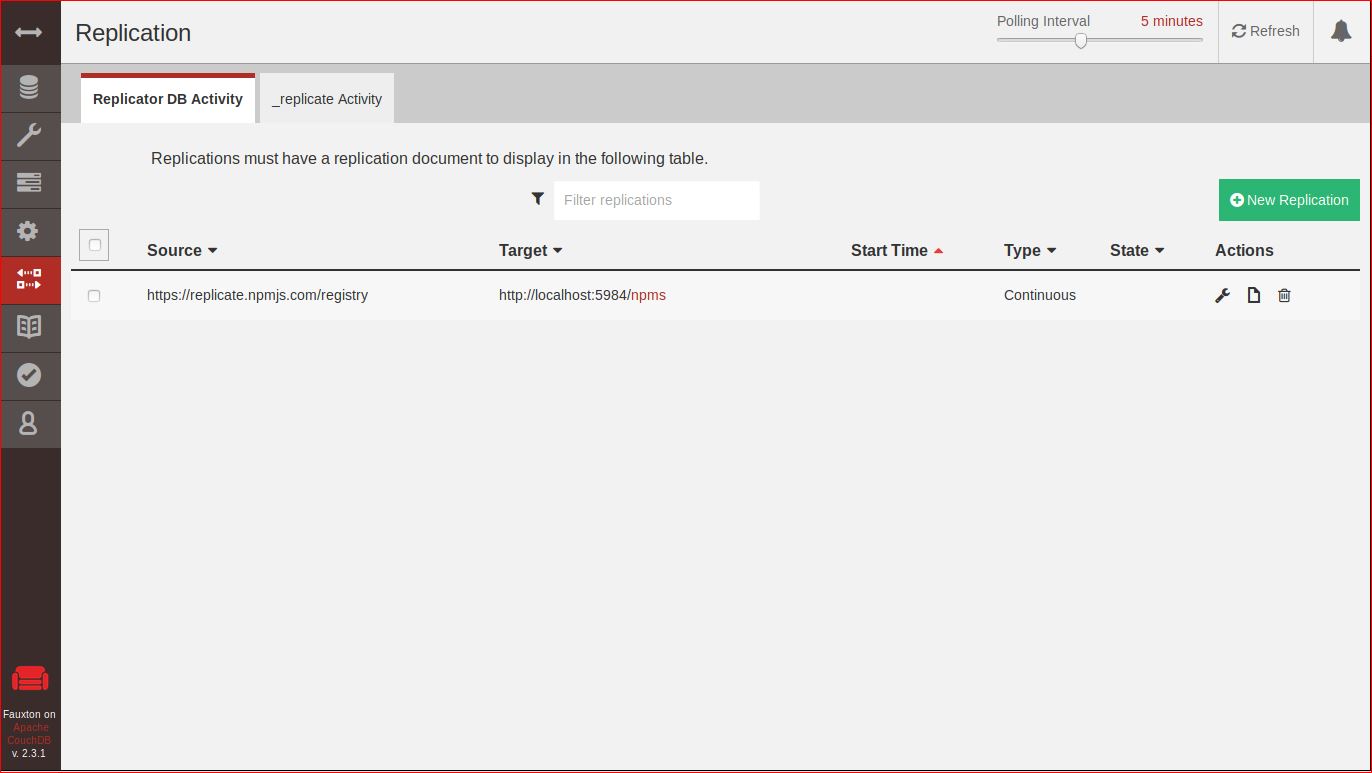 Replication
Polling Interval 5 minutes
Refresh
Replicator DB Activity _replicate Activity
Replications must have a replication document to display in the following table.
Filter replications
New Replication
Source Target Start Time Type State Actions
https://replicate.npmjs.com/registry http://localhost:5984/npms Continuous
Fauxton on
Apache
CouchDB
v. 2.3.1